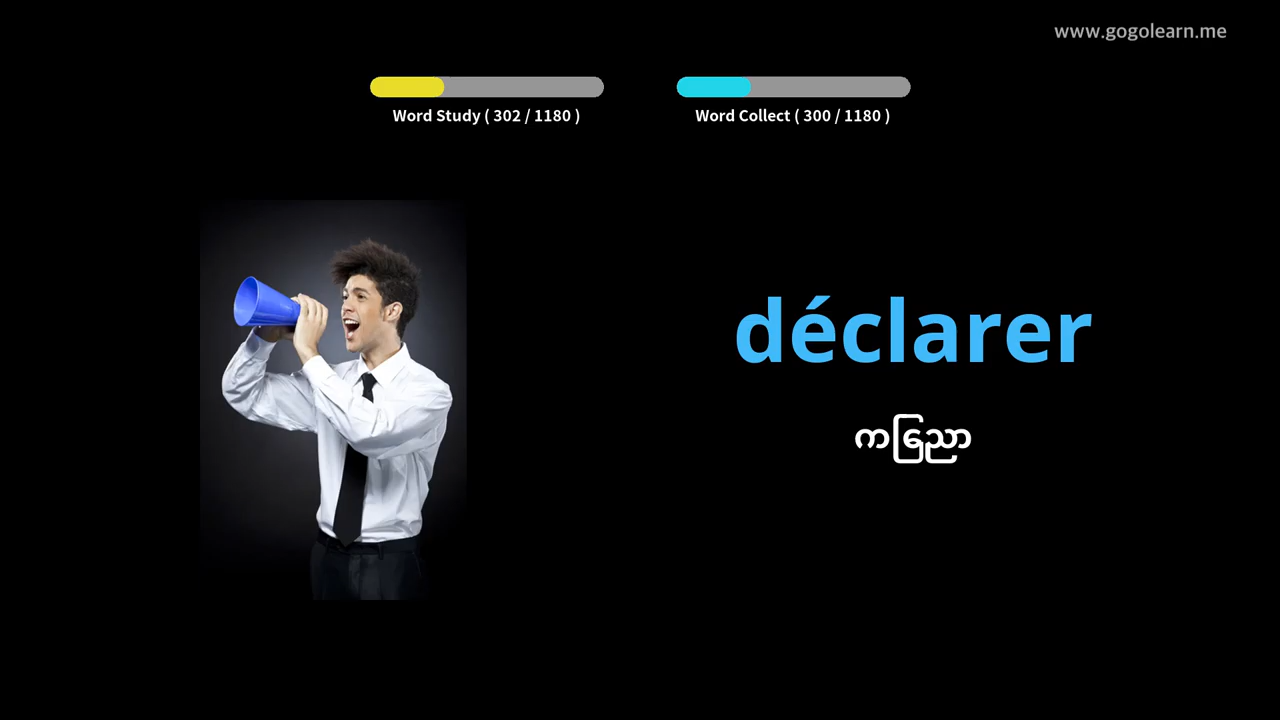 www.gogolearn.me
Word Study ( 302 / 1180 )
Word Collect ( 300 / 1180 )
déclarer
ကြေညာ